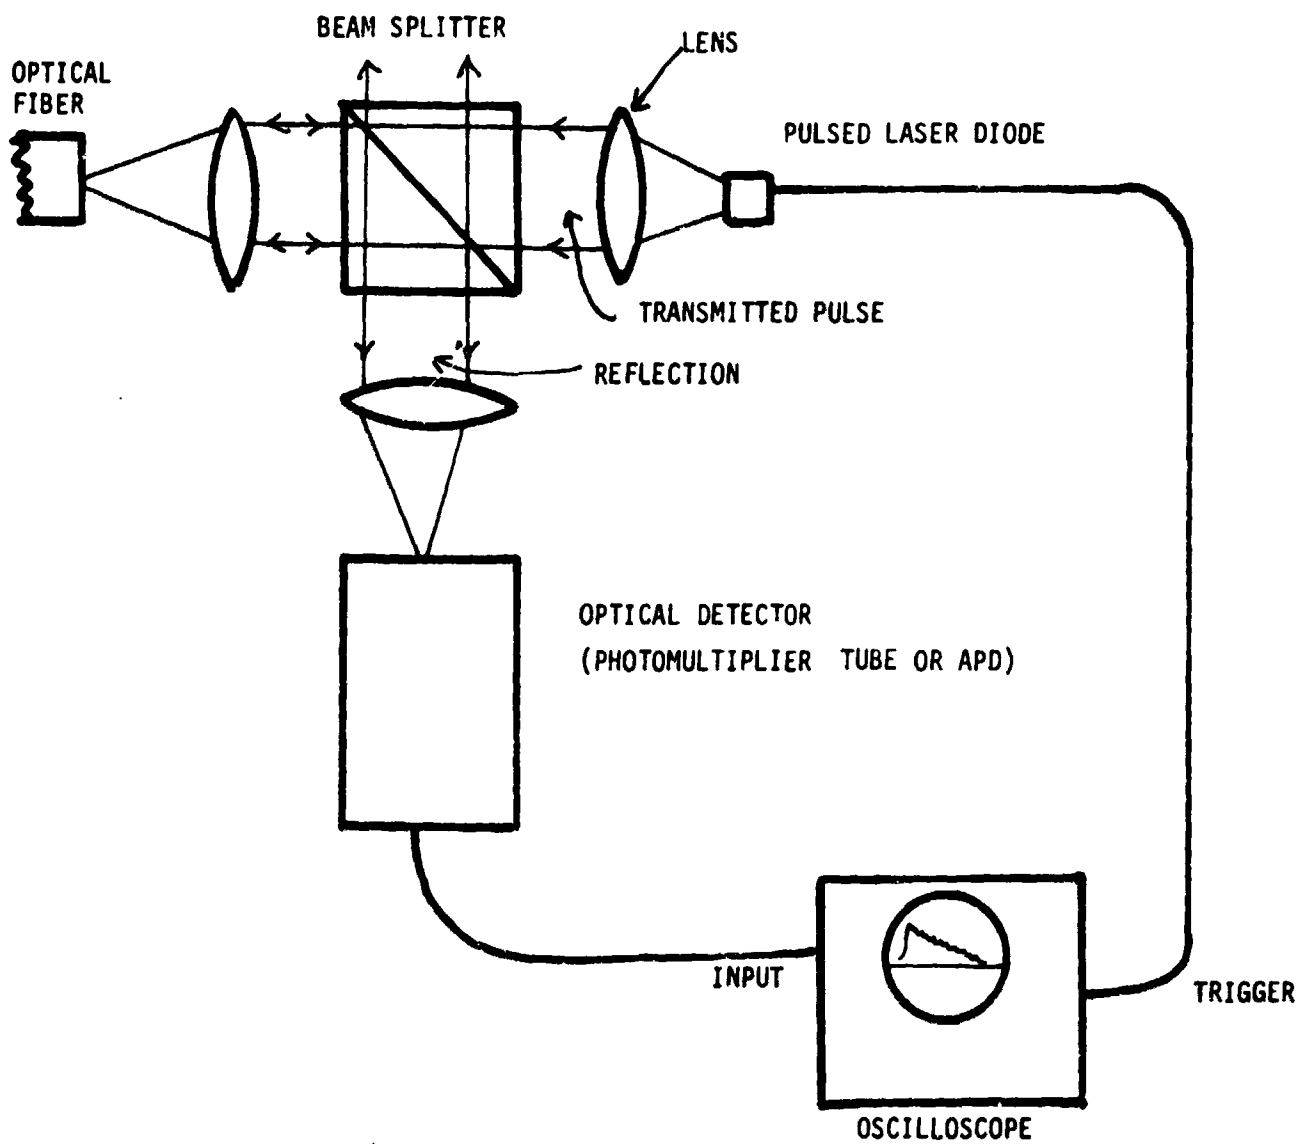 BEAM SPLITTER
LENS
OPTICAL
FIBER
PULSED LASER DIODE
TRANSMITTED PULSE
REFLECTION
OPTICAL DETECTOR
(PHOTOMULTIPLIER TUBE OR APD)
INPUT
TRIGGER
OSCILLOSCOPE